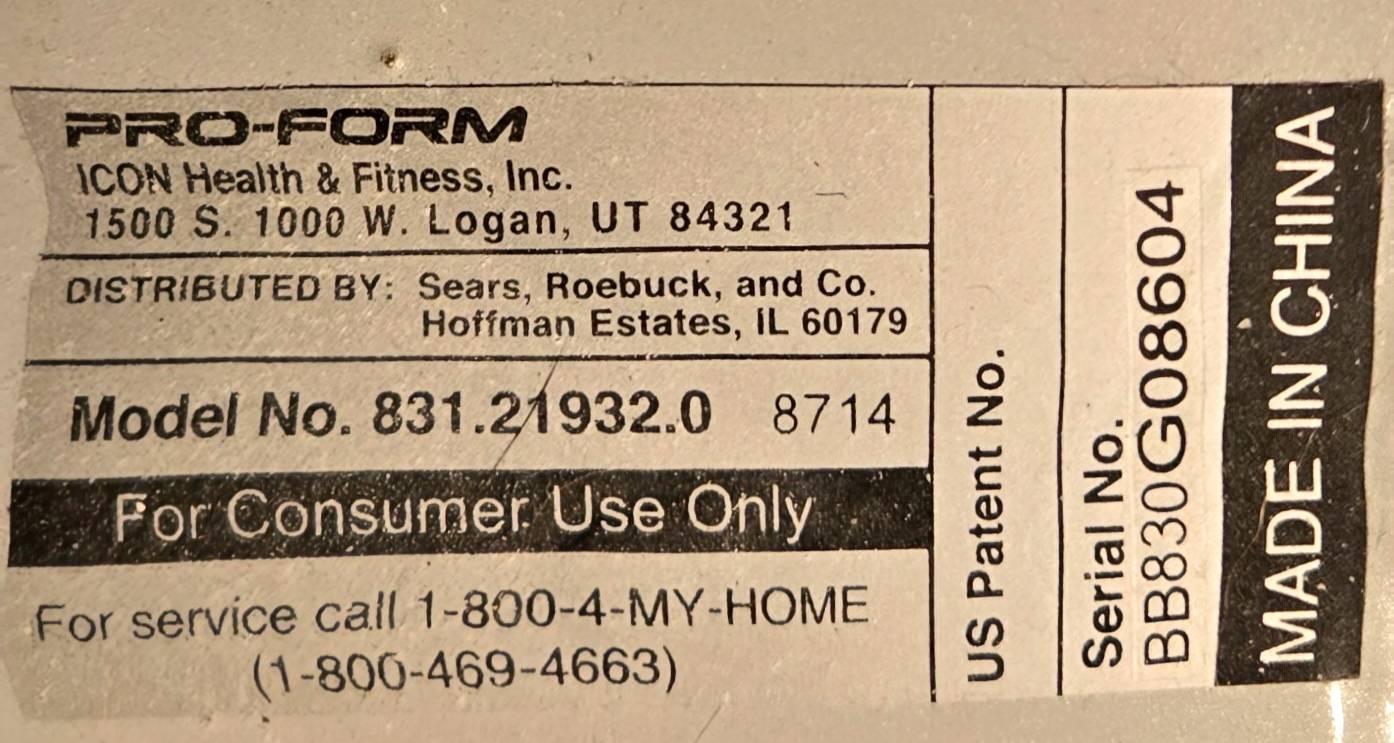 PRO-FORM
ICON Health & Fitness, Inc.
1500 S. 1000 W. Logan, UT 84321
DISTRIBUTED BY: Sears, Roebuck, and Co.
Hoffman Estates, IL 60179
Model No. 831.21932.0 8714
For Consumer Use Only
For service call 1-800-4-MY-HOME
(1-800-469-4663)
US Patent No.
Serial No.
BB830G08604
MADE IN CHINA